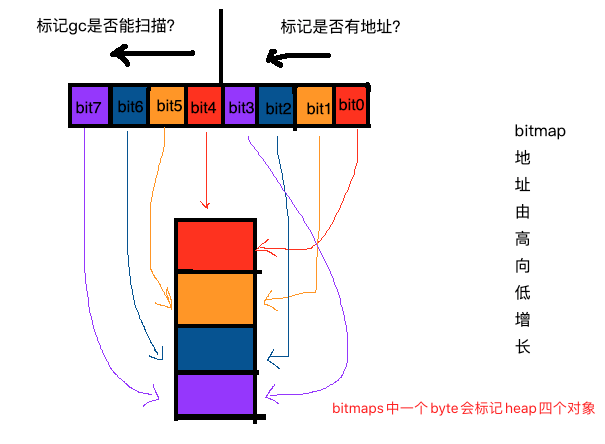 标记gc是否能扫描?
标记是否有地址?
bit7 bit6 bit5 bit4 bit3 bit2 bit1 bit0
bitmap
地
址
由
高
向
低
增
长
bitmaps中一个byte会标记heap四个对象